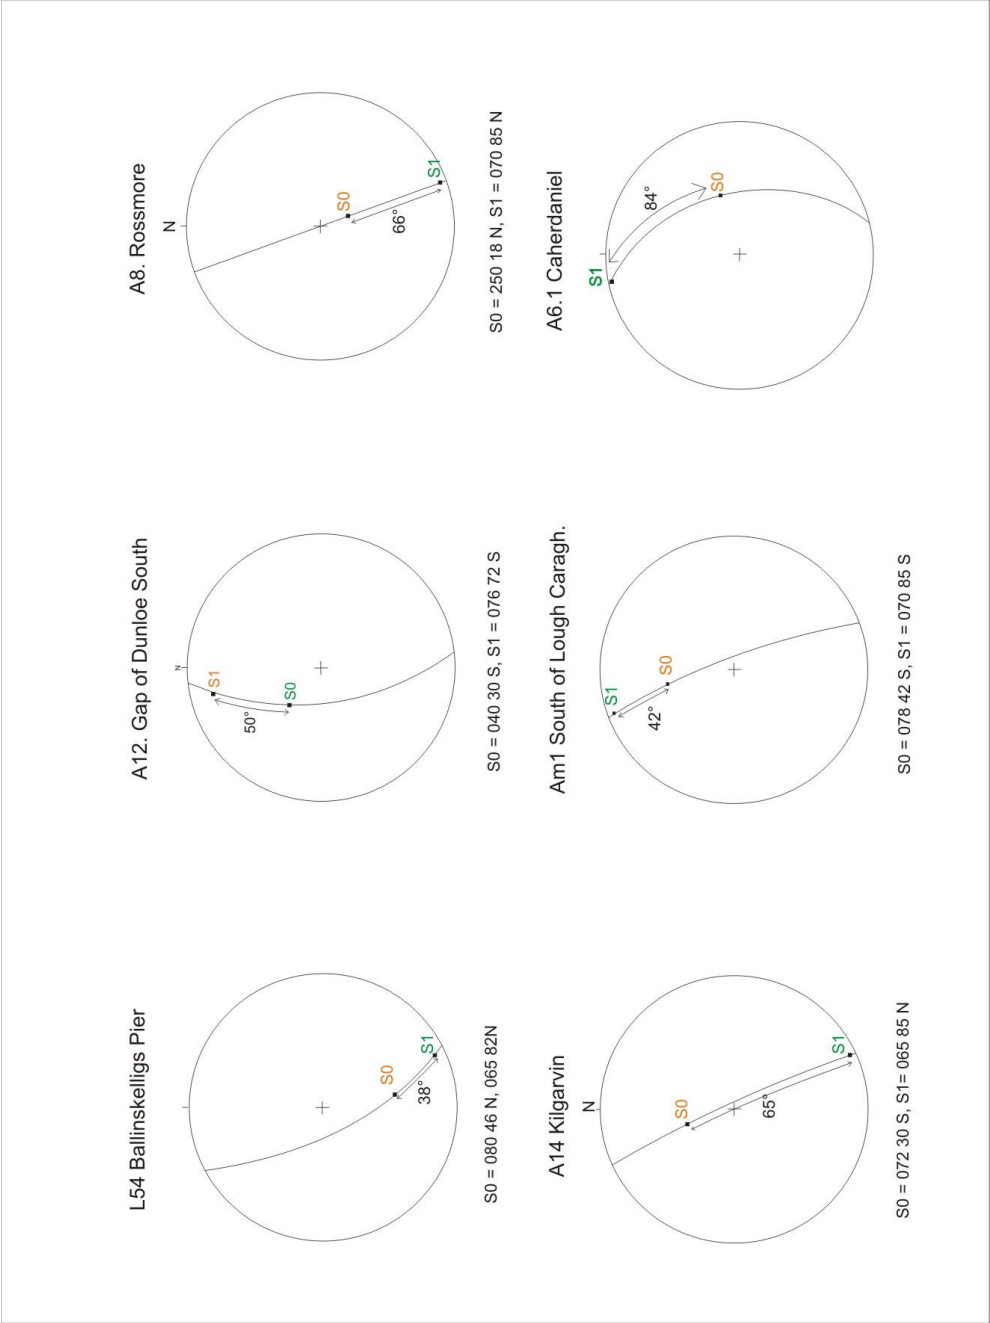 A8. Rossmore
N
S0
S1
66°
S0 = 250 18 N, S1 = 070 85 N
A6.1 Caherdaniel
S1
84°
S0
A12. Gap of Dunloe South
N
S1
50°
S0
S0 = 040 30 S, S1 = 076 72 S
Am1 South of Lough Caragh.
S1
42°
S0
S0 = 078 42 S, S1 = 070 85 S
L54 Ballinskelligs Pier
S0
S1
38°
S0 = 080 46 N, 065 82N
A14 Kilgarvin
N
S0
65°
S1
S0 = 072 30 S, S1= 065 85 N